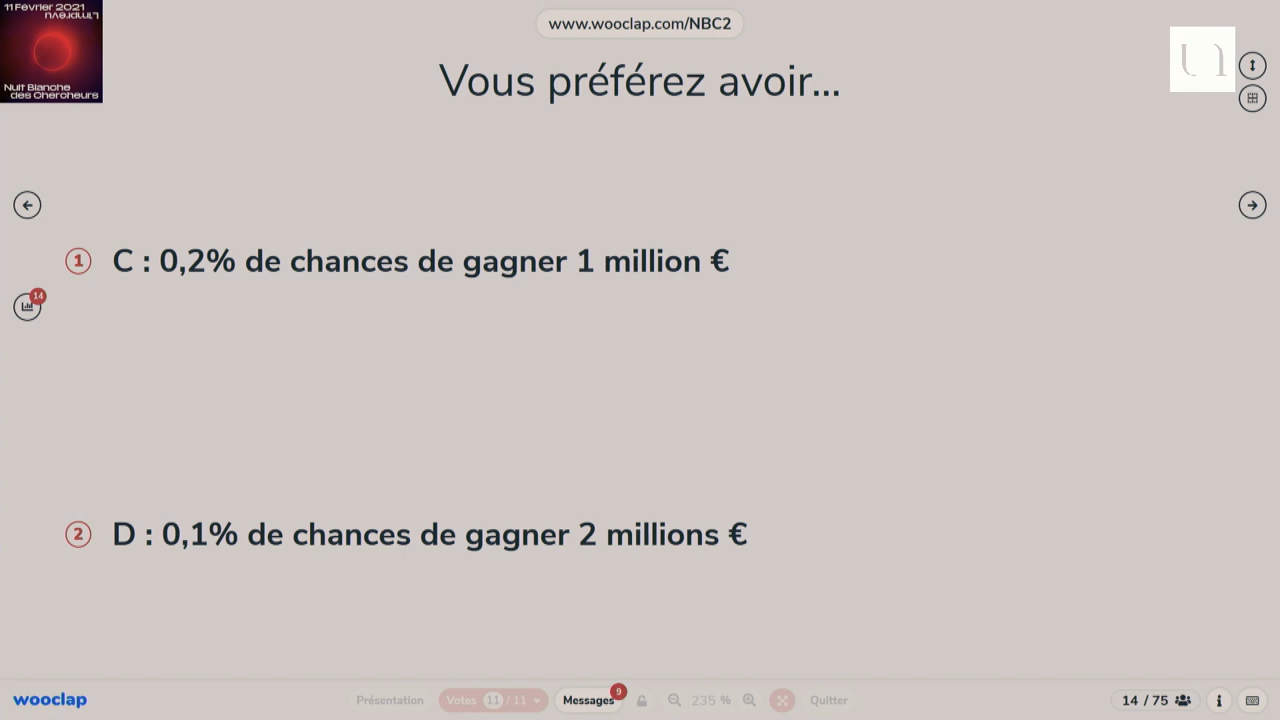 11 Février 2021
L'Imprévu
Nuit Blanche
des Chercheurs
www.wooclap.com/NBC2
Vous préférez avoir...
1 C : 0,2% de chances de gagner 1 million €
14
2 D : 0,1% de chances de gagner 2 millions €
wooclap
Présentation
Votes 11 / 11
Messages 9
235 %
Quitter
14 / 75
i